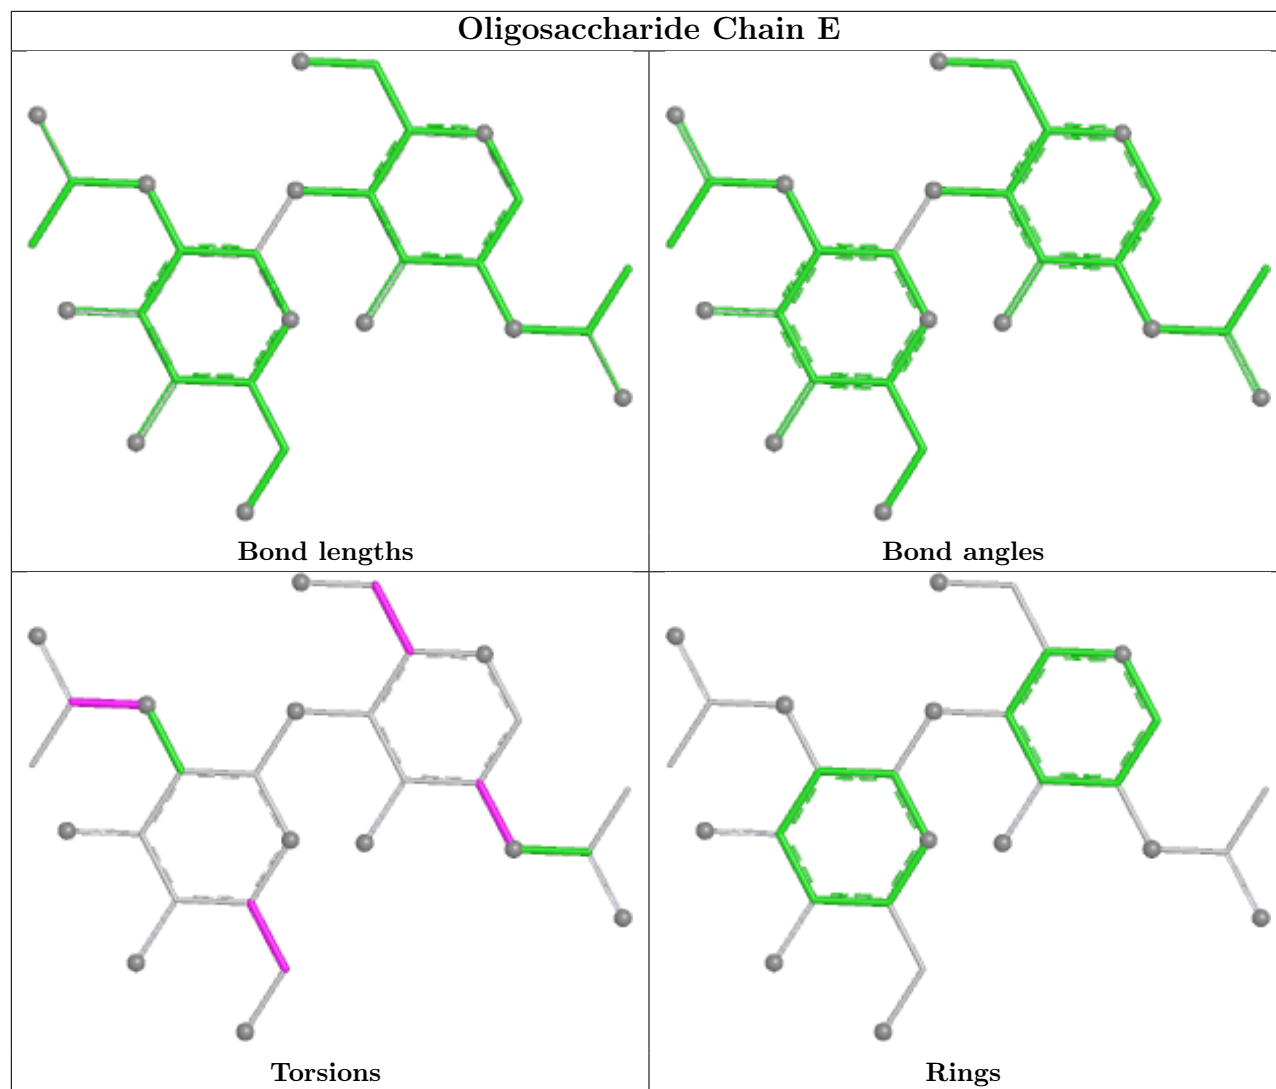 Oligosaccharide Chain E
Bond lengths
Bond angles
Torsions
Rings